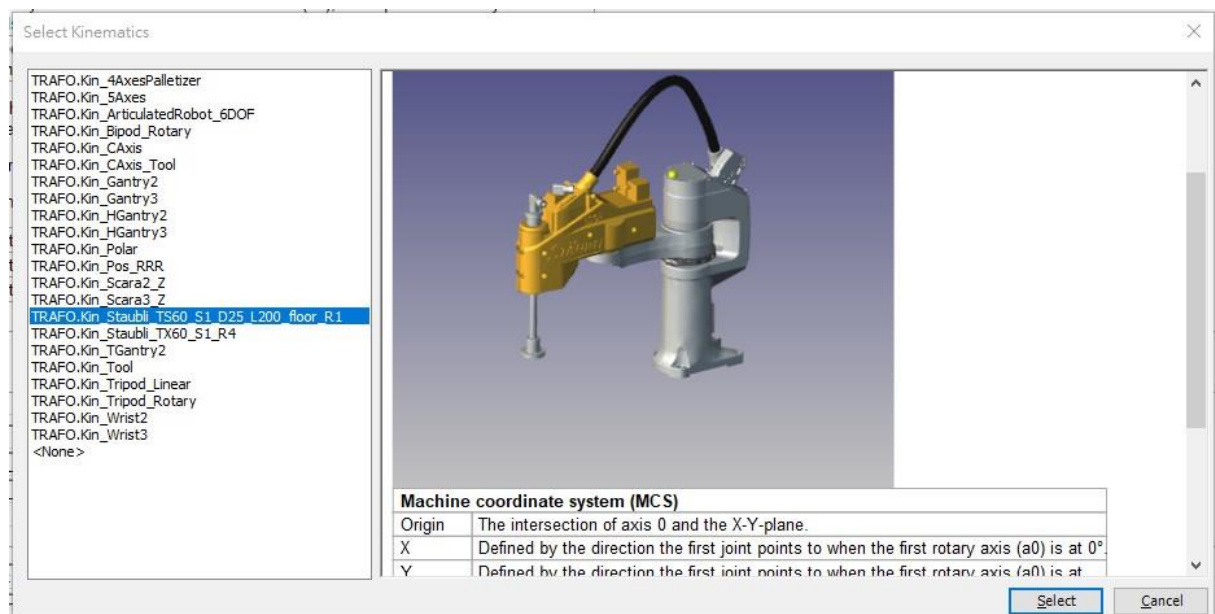 Select Kinematics
TRAFO.Kin_4AxesPalletizer
TRAFO.Kin_5Axes
TRAFO.Kin_ArticulatedRobot_6DOF
TRAFO.Kin_Bipod_Rotary
TRAFO.Kin_CAxis
TRAFO.Kin_CAxis_Tool
TRAFO.Kin_Gantry2
TRAFO.Kin_Gantry3
TRAFO.Kin_HGantry2
TRAFO.Kin_HGantry3
TRAFO.Kin_Polar
TRAFO.Kin_Pos_RRR
TRAFO.Kin_Scara2_Z
TRAFO.Kin_Scara3_Z
TRAFO.Kin_Staubli_TS60_S1_D25_L200_floor_R1
TRAFO.Kin_Staubli_TX60_S1_R4
TRAFO.Kin_TGantry2
TRAFO.Kin_Tool
TRAFO.Kin_Tripod_Linear
TRAFO.Kin_Tripod_Rotary
TRAFO.Kin_Wrist2
TRAFO.Kin_Wrist3
<None>
Machine coordinate system (MCS)
Origin The intersection of axis 0 and the X-Y-plane.
X Defined by the direction the first joint points to when the first rotary axis (a0) is at 0°.
Y Defined by the direction the first joint points to when the first rotary axis (a0) is at
Select Cancel